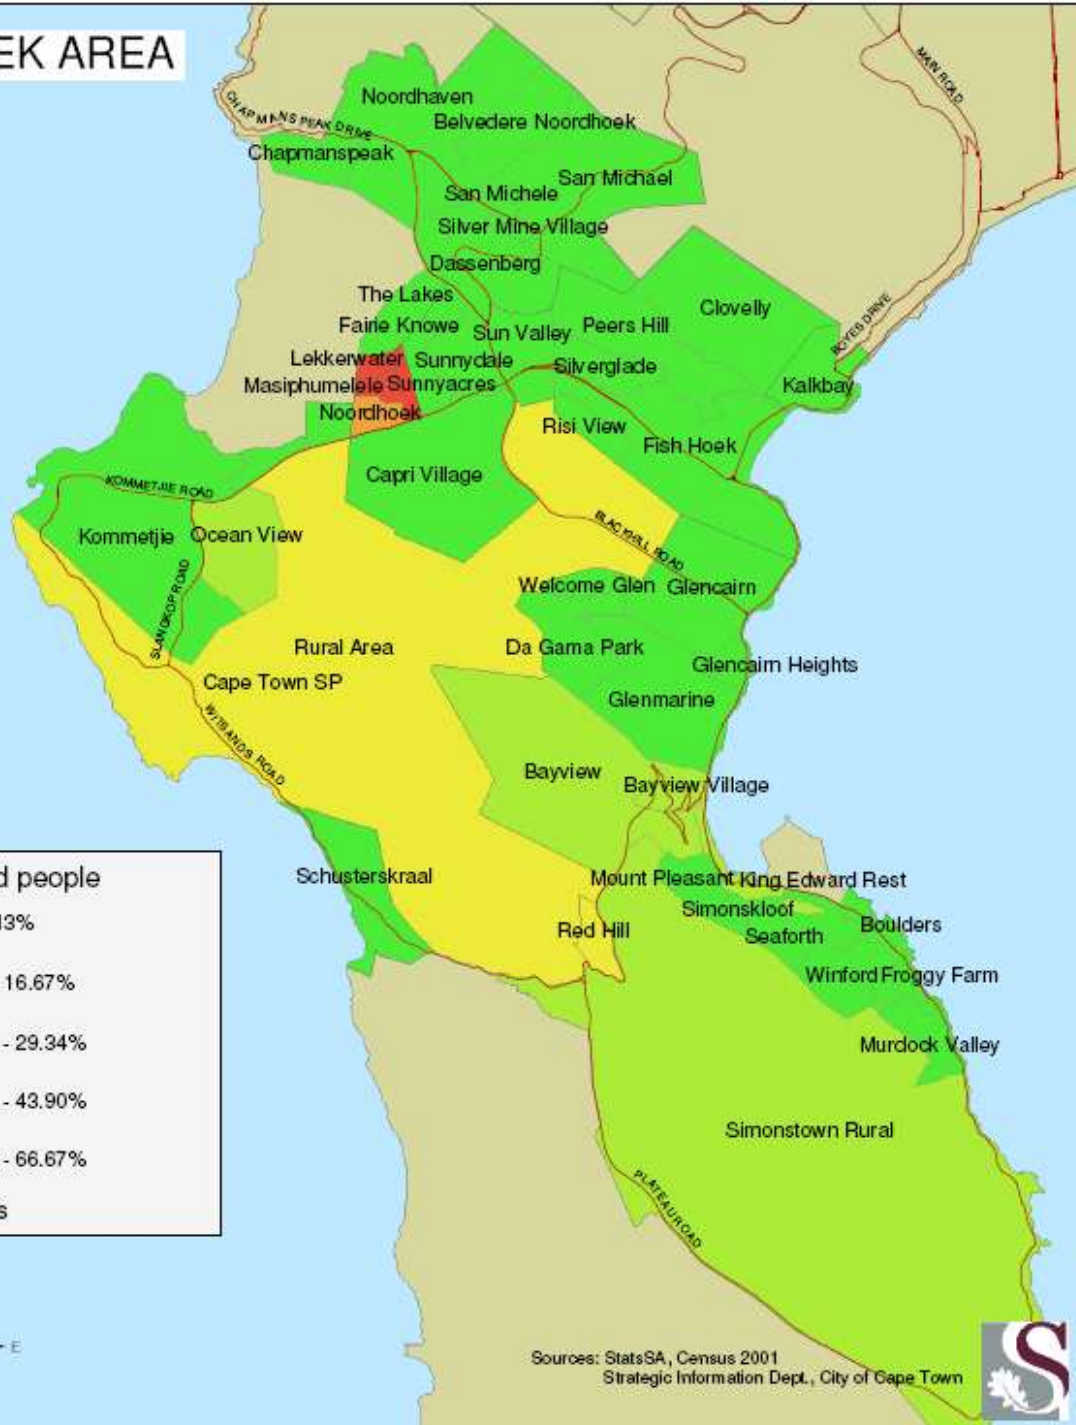 EK AREA
MAIN ROAD
Noordhaven
CHAPMANS PEAK DRIVE
Belvedere Noordhoek
Chapmanspeak
San Michael
San Michele
Silver Mine Village
Dassenberg
The Lakes
Clovelly
BOYES DRIVE
Fairie Knowe
Sun Valley
Peers Hill
Lekkerwater
Sunnydale
Silverglade
Masiphumelele
Sunnyacres
Kalkbay
Noordhoek
Risi View
Fish Hoek
Capri Village
KOMMETJIE ROAD
Kommetjie
Ocean View
BLACKHILL ROAD
Welcome Glen
Glencairn
SLANGKOP ROAD
Rural Area
Da Gama Park
Glencairn Heights
Cape Town SP
Glenmarine
WITSANDS ROAD
Bayview
Bayview Village
d people
Schusterskraal
Mount Pleasant
King Edward Rest
13%
Simonskloof
Red Hill
Seaforth
Boulders
16.67%
Winford
Froggy Farm
- 29.34%
Murdock Valley
- 43.90%
Simonstown Rural
- 66.67%
PLATEAU ROAD
s
E
Sources: StatsSA, Census 2001
Strategic Information Dept., City of Cape Town
S